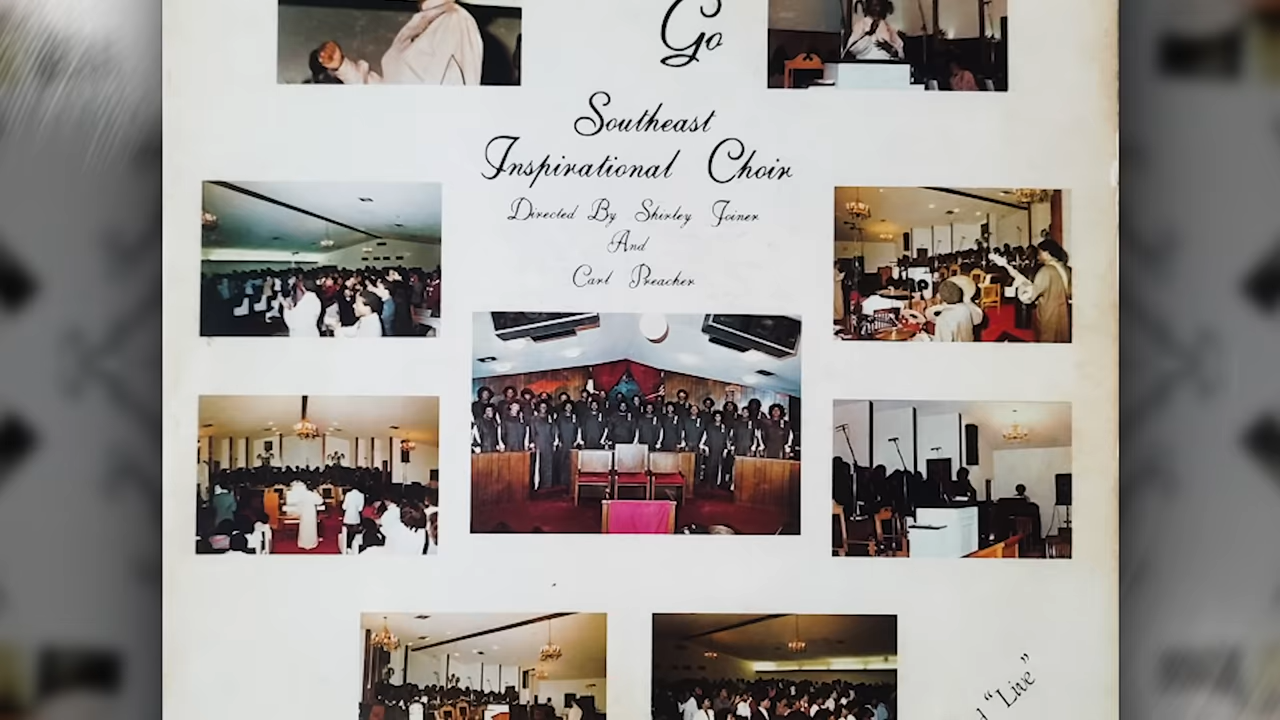 Go
Southeast
Inspirational Choir
Directed By Shirley Joiner
And
Carl Preacher
"Live"